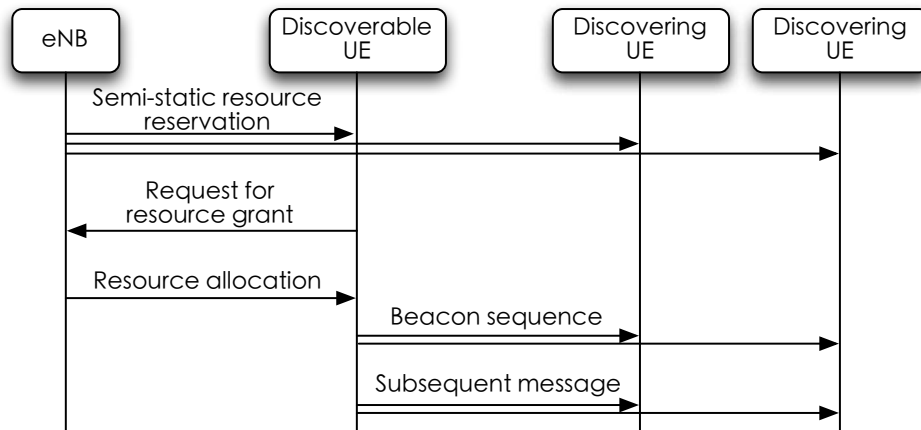 eNB
Discoverable
UE
Discovering
UE
Discovering
UE
Semi-static resource
reservation
Request for
resource grant
Resource allocation
Beacon sequence
Subsequent message